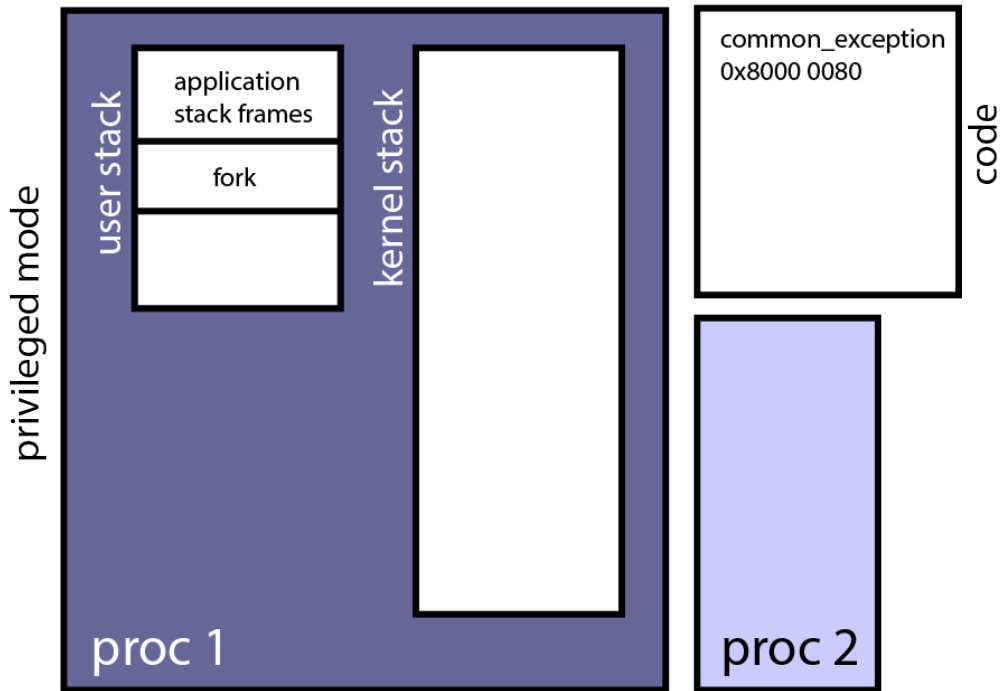 privileged mode
user stack
application
stack frames
fork
kernel stack
proc 1
common_exception
0x8000 0080
code
proc 2